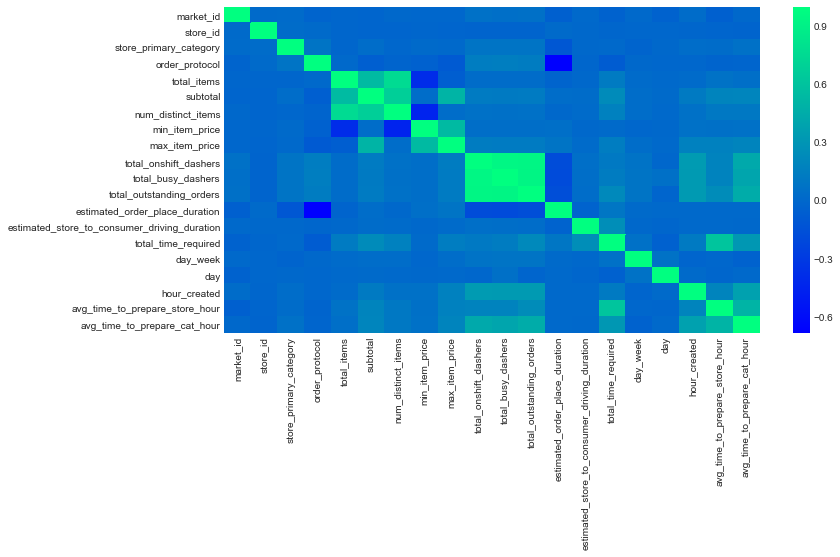 market_id
store_id
store_primary_category
order_protocol
total_items
subtotal
num_distinct_items
min_item_price
max_item_price
total_onshift_dashers
total_busy_dashers
total_outstanding_orders
estimated_order_place_duration
estimated_store_to_consumer_driving_duration
total_time_required
day_week
day
hour_created
avg_time_to_prepare_store_hour
avg_time_to_prepare_cat_hour
market_id
store_id
store_primary_category
order_protocol
total_items
subtotal
num_distinct_items
min_item_price
max_item_price
total_onshift_dashers
total_busy_dashers
total_outstanding_orders
estimated_order_place_duration
estimated_store_to_consumer_driving_duration
total_time_required
day_week
day
hour_created
avg_time_to_prepare_store_hour
avg_time_to_prepare_cat_hour
0.9
0.6
0.3
0.0
−0.3
−0.6